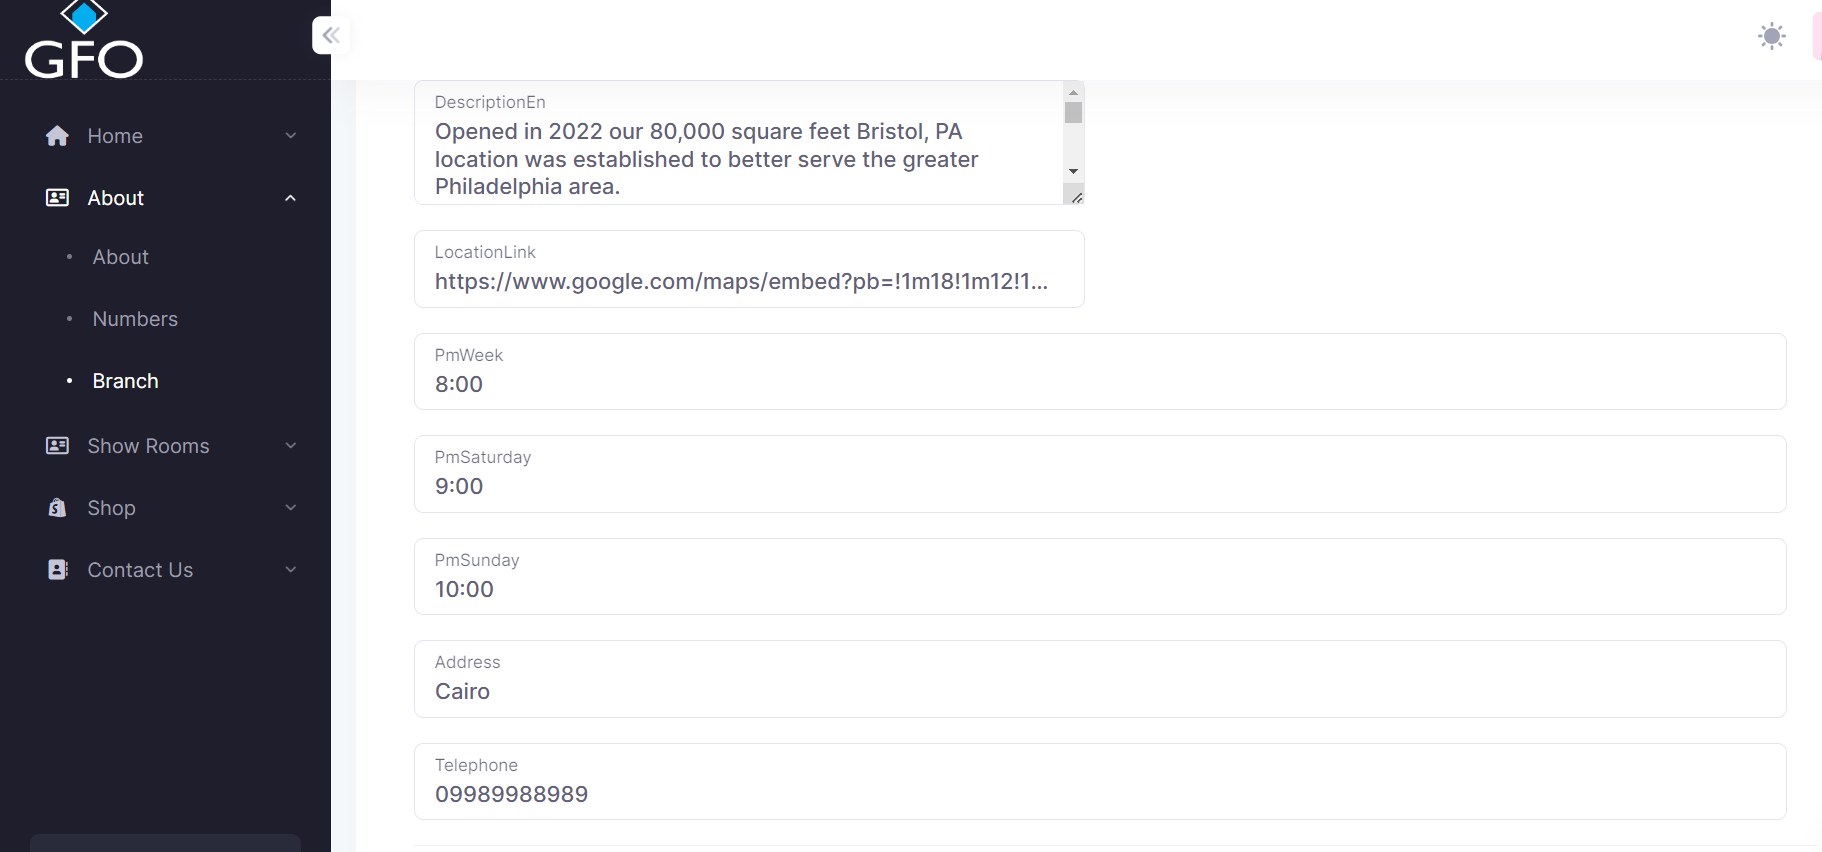 GFO
Home
About
About
Numbers
Branch
Show Rooms
Shop
Contact Us
DescriptionEn
Opened in 2022 our 80,000 square feet Bristol, PA
location was established to better serve the greater
Philadelphia area.
LocationLink
https://www.google.com/maps/embed?pb=!1m18!1m12!1...
PmWeek
8:00
PmSaturday
9:00
PmSunday
10:00
Address
Cairo
Telephone
09989988989